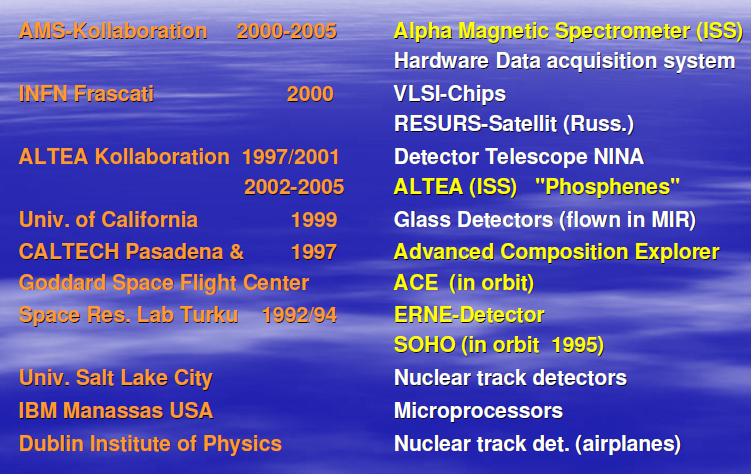 AMS-Kollaboration 2000-2005 Alpha Magnetic Spectrometer (ISS)
Hardware Data acquisition system
INFN Frascati 2000 VLSI-Chips
RESURS-Satellit (Russ.)
ALTEA Kollaboration 1997/2001 Detector Telescope NINA
2002-2005 ALTEA (ISS) "Phosphenes"
Univ. of California 1999 Glass Detectors (flown in MIR)
CALTECH Pasadena & 1997 Advanced Composition Explorer
Goddard Space Flight Center ACE (in orbit)
Space Res. Lab Turku 1992/94 ERNE-Detector
SOHO (in orbit 1995)
Univ. Salt Lake City Nuclear track detectors
IBM Manassas USA Microprocessors
Dublin Institute of Physics Nuclear track det. (airplanes)